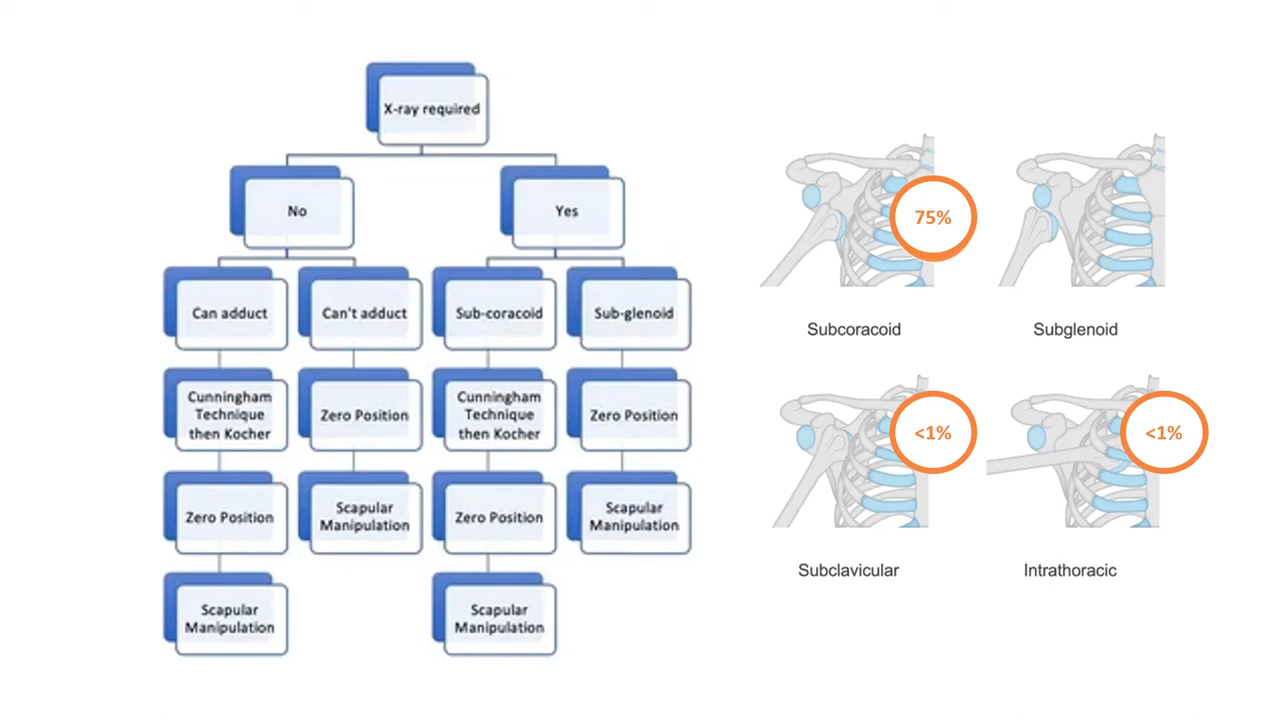 X-ray required
No
Yes
Can adduct
Can't adduct
Sub-coracoid
Sub-glenoid
Cunningham
Technique
then Kocher
Zero Position
Cunningham
Technique
then Kocher
Zero Position
Zero Position
Scapular
Manipulation
Zero Position
Scapular
Manipulation
Scapular
Manipulation
Scapular
Manipulation
75%
Subcoracoid
Subglenoid
<1%
<1%
Subclavicular
Intrathoracic